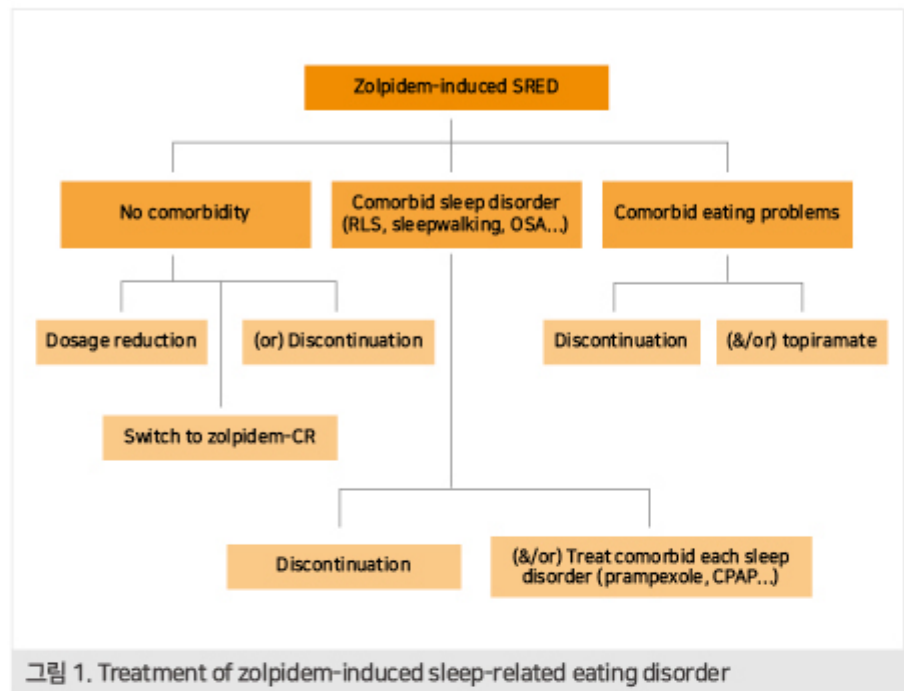 Zolpidem-induced SRED
No comorbidity
Comorbid sleep disorder
(RLS, sleepwalking, OSA...)
Comorbid eating problems
Dosage reduction
(or) Discontinuation
Discontinuation
(&/or) topiramate
Switch to zolpidem-CR
Discontinuation
(&/or) Treat comorbid each sleep
disorder (prampexole, CPAP...)
그림 1. Treatment of zolpidem-induced sleep-related eating disorder